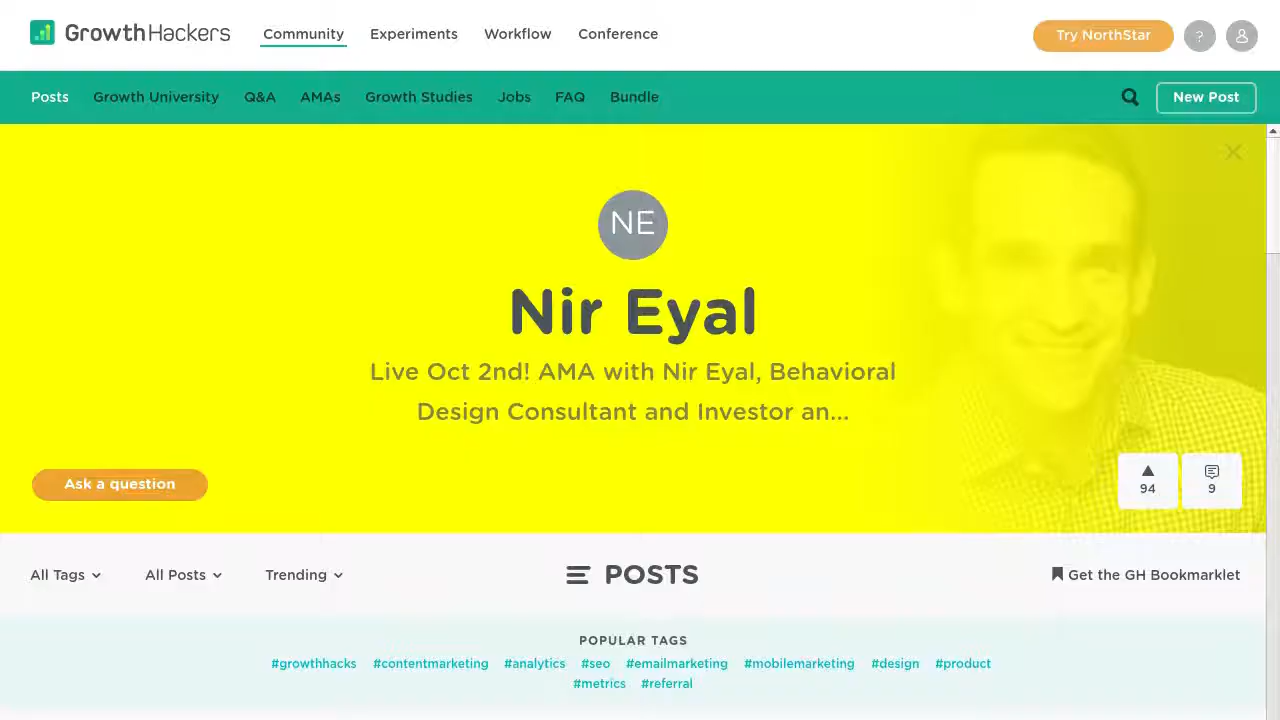 GrowthHackers
Community Experiments Workflow Conference
Try NorthStar ?
Posts Growth University Q&A AMAs Growth Studies Jobs FAQ Bundle
New Post
NE
Nir Eyal
Live Oct 2nd! AMA with Nir Eyal, Behavioral
Design Consultant and Investor an...
Ask a question
94 9
All Tags All Posts Trending
POSTS
Get the GH Bookmarklet
POPULAR TAGS
#growthhacks #contentmarketing #analytics #seo #emailmarketing #mobilemarketing #design #product
#metrics #referral